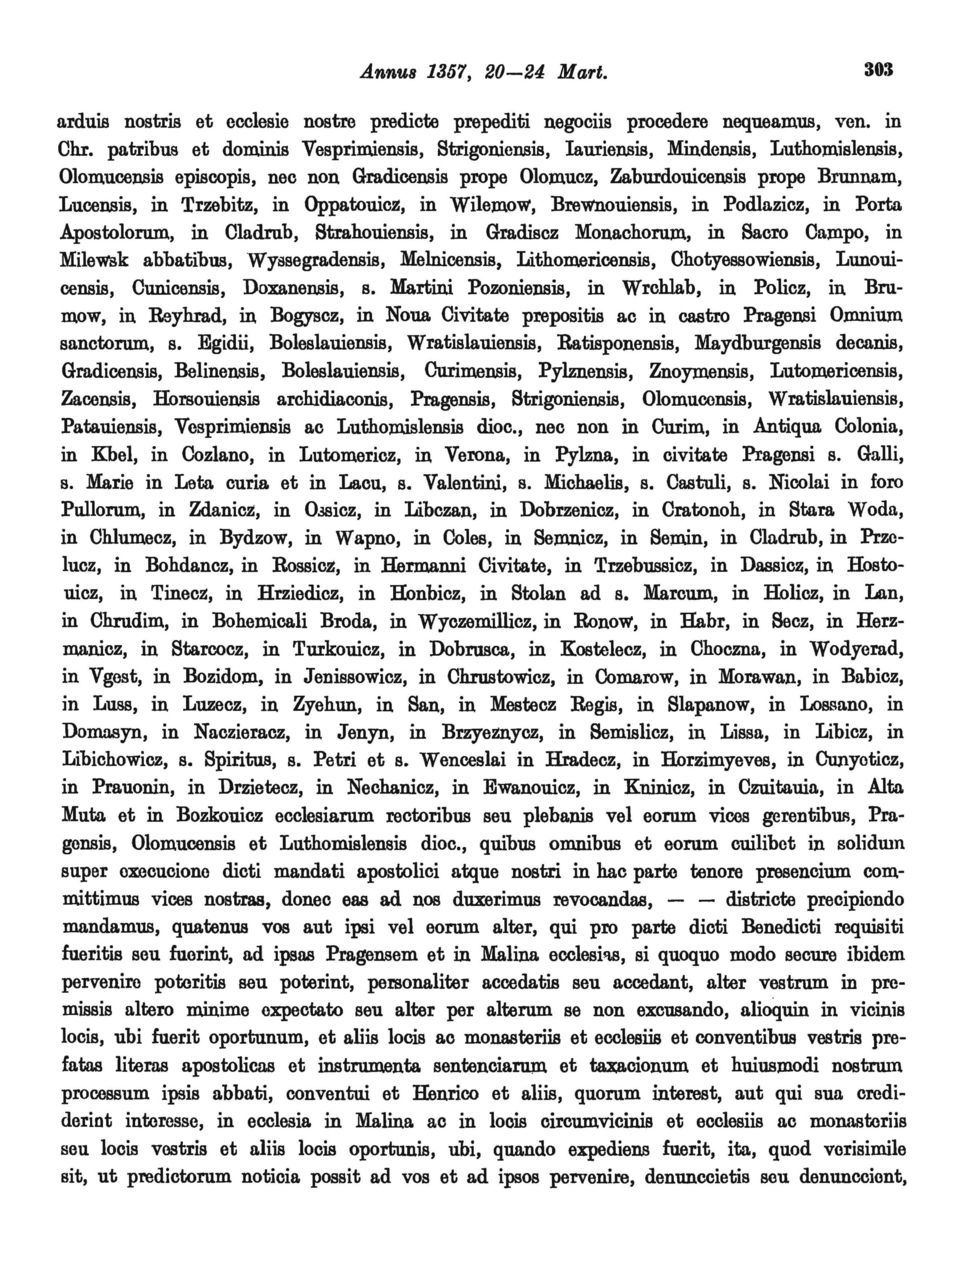 Annus 1357, 20—24 Mart. 303
arduis nostris et ecclesie nostre predicte prepediti negociis procedere nequeamus, ven. in
Chr. patribus et dominis Vesprimiensis, Strigoniensis, Iauriensis, Mindensis, Luthomislensis,
Olomucensis episcopis, nec non Gradicensis prope Olomucz, Zaburdouicensis prope Brunnam,
Lucensis, in Trzebitz, in Oppatouicz, in Wilemow, Brewnouiensis, in Podlazicz, in Porta
Apostolorum, in Cladrub, Strahouiensis, in Gradiscz Monachorum, in Sacro Campo, in
Milewsk abbatibus, Wyssegradensis, Melnicensis, Lithomericensis, Chotyessowiensis, Lunoui-
censis, Cunicensis, Doxanensis, s. Martini Pozoniensis, in Wrchlab, in Policz, in Bru-
mow, in Reyhrad, in Bogyscz, in Noua Civitate prepositis ac in castro Pragensi Omnium
sanctorum, s. Egidii, Boleslauiensis, Wratislauiensis, Ratisponensis, Maydburgensis decanis,
Gradicensis, Belinensis, Boleslauiensis, Curimensis, Pylznensis, Znoymensis, Lutomericensis,
Zacensis, Horsouiensis archidiaconis, Pragensis, Strigoniensis, Olomucensis, Wratislauiensis,
Patauiensis, Vesprimiensis ac Luthomislensis dioc., nec non in Curim, in Antiqua Colonia,
in Kbel, in Cozlano, in Lutomericz, in Verona, in Pylzna, in civitate Pragensi s. Galli,
s. Marie in Leta curia et in Lacu, s. Valentini, s. Michaelis, s. Castuli, s. Nicolai in foro
Pullorum, in Zdanicz, in Ossicz, in Libczan, in Dobrzenicz, in Cratonoh, in Stara Woda,
in Chlumecz, in Bydzow, in Wapno, in Coles, in Semnicz, in Semin, in Cladrub, in Prze-
lucz, in Bohdancz, in Rossicz, in Hermanni Civitate, in Trzebussicz, in Dassicz, in Hosto-
uicz, in Tinecz, in Hrziedicz, in Honbicz, in Stolan ad s. Marcum, in Holicz, in Lan,
in Chrudim, in Bohemicali Broda, in Wyczemillicz, in Ronow, in Habr, in Secz, in Herz-
manicz, in Starcocz, in Turkouicz, in Dobrusca, in Kostelecz, in Choczna, in Wodyerad,
in Vgest, in Bozidom, in Jenissowicz, in Chrustowicz, in Comarow, in Morawan, in Babicz,
in Luss, in Luzecz, in Zyehun, in San, in Mestecz Regis, in Slapanow, in Lossano, in
Domasyn, in Naczieracz, in Jenyn, in Brzyeznycz, in Semislicz, in Lissa, in Libicz, in
Libichowicz, s. Spiritus, s. Petri et s. Wenceslai in Hradecz, in Horzimyeves, in Cunyeticz,
in Prauonin, in Drzietecz, in Nechanicz, in Ewanouicz, in Kninicz, in Czuitauia, in Alta
Muta et in Bozkouicz ecclesiarum rectoribus seu plebanis vel eorum vices gerentibus, Pra-
gensis, Olomucensis et Luthomislensis dioc., quibus omnibus et eorum cuilibet in solidum
super execucione dicti mandati apostolici atque nostri in hac parte tenore presencium com-
mittimus vices nostras, donec eas ad nos duxerimus revocandas, — — districte precipiendo
mandamus, quatenus vos aut ipsi vel eorum alter, qui pro parte dicti Benedicti requisiti
fueritis seu fuerint, ad ipsas Pragensem et in Malina ecclesias, si quoquo modo secure ibidem
pervenire poteritis seu poterint, personaliter accedatis seu accedant, alter vestrum in pre-
missis altero minime expectato seu alter per alterum se non excusando, alioquin in vicinis
locis, ubi fuerit oportunum, et aliis locis ac monasteriis et ecclesiis et conventibus vestris pre-
fatas literas apostolicas et instrumenta sentenciarum et taxacionum et huiusmodi nostrum
processum ipsis abbati, conventui et Henrico et aliis, quorum interest, aut qui sua credi-
derint interesse, in ecclesia in Malina ac in locis circumvicinis et ecclesiis ac monasteriis
seu locis vestris et aliis locis oportunis, ubi, quando expediens fuerit, ita, quod verisimile
sit, ut predictorum noticia possit ad vos et ad ipsos pervenire, denunccietis seu denunccient,